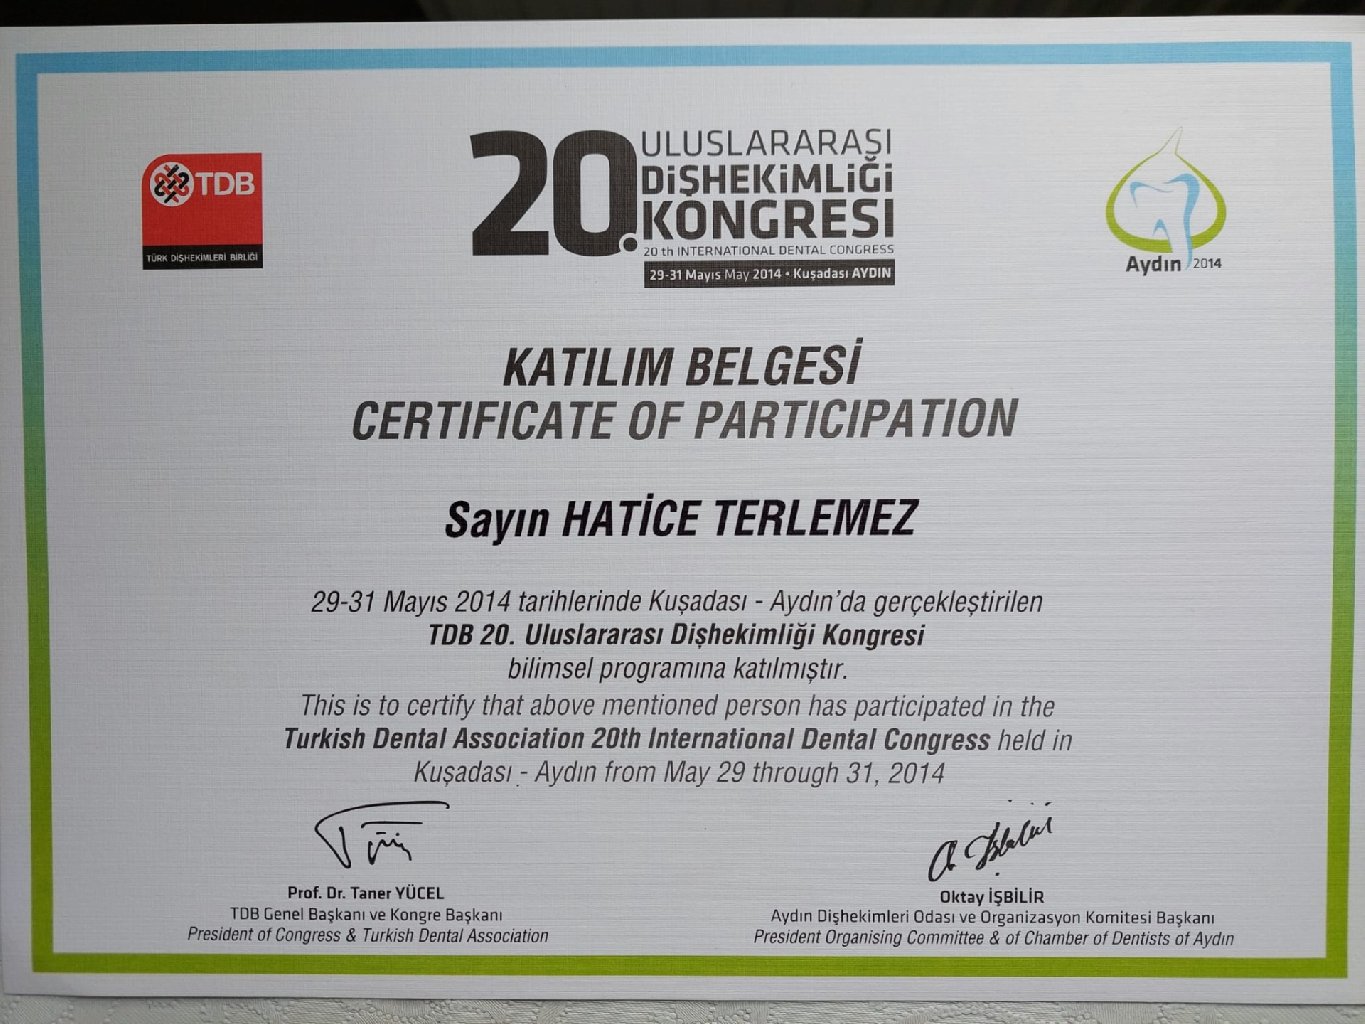 TDB
TÜRK DİŞHEKİMLERİ BİRLİĞİ
20.
ULUSLARARASI
DiŞHEKiMLiĞi
KONGRESI
20 th INTERNATIONAL DENTAL CONGRESS
29-31 Mayıs May 2014 • Kuşadası AYDIN
Aydın 2014
KATILIM BELGESİ
CERTIFICATE OF PARTICIPATION
Sayın HATİCE TERLEMEZ
29-31 Mayıs 2014 tarihlerinde Kuşadası - Aydın'da gerçekleştirilen
TDB 20. Uluslararası Dişhekimliği Kongresi
bilimsel programına katılmıştır.
This is to certify that above mentioned person has participated in the
Turkish Dental Association 20th International Dental Congress held in
Kuşadası - Aydın from May 29 through 31, 2014
Prof. Dr. Taner YÜCEL
TDB Genel Başkanı ve Kongre Başkanı
President of Congress & Turkish Dental Association
Oktay İŞBİLİR
Aydın Dişhekimleri Odası ve Organizasyon Komitesi Başkanı
President Organising Committee & of Chamber of Dentists of Aydın